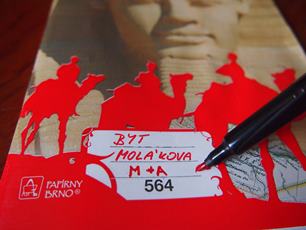 BYT
MOLÁKOVA
M+A
564
PAPÍRNY
BRNO®